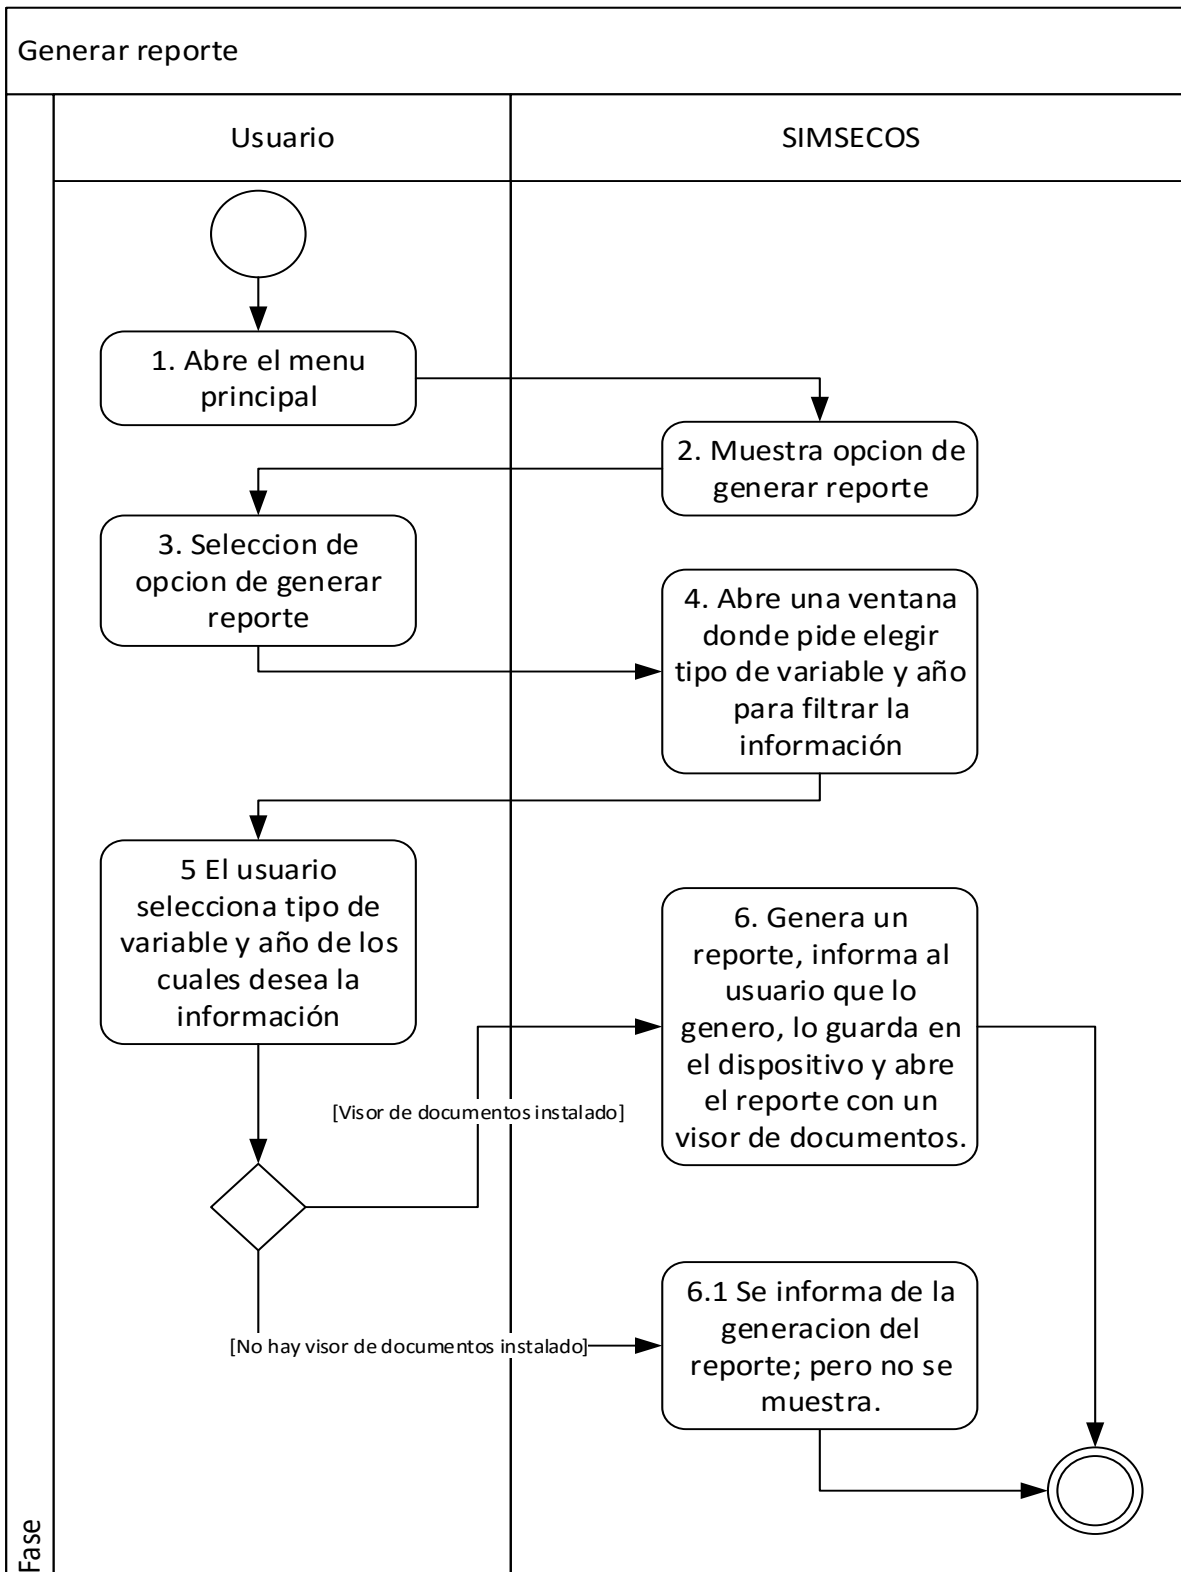 Generar reporte
Usuario
SIMSECOS
1. Abre el menu
principal
2. Muestra opcion de
generar reporte
3. Seleccion de
opcion de generar
reporte
4. Abre una ventana
donde pide elegir
tipo de variable y año
para filtrar la
información
5 El usuario
selecciona tipo de
variable y año de los
cuales desea la
información
6. Genera un
reporte, informa al
usuario que lo
genero, lo guarda en
el dispositivo y abre
el reporte con un
visor de documentos.
[Visor de documentos instalado]
6.1 Se informa de la
generacion del
reporte; pero no se
muestra.
[No hay visor de documentos instalado]
Fase